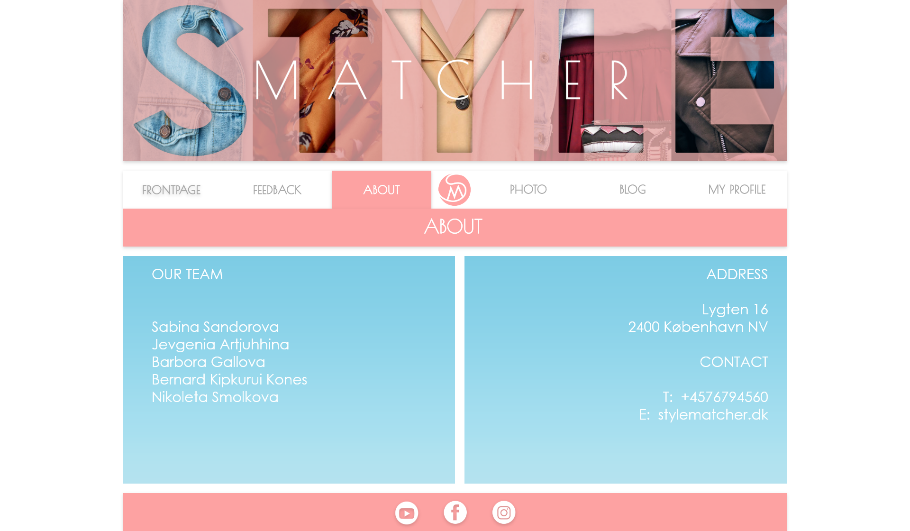 STYLE
MATCHER
FRONTPAGE
FEEDBACK
ABOUT
SM
PHOTO
BLOG
MY PROFILE
ABOUT
OUR TEAM
Sabina Sandorova
Jevgenia Artjuhhina
Barbora Gallova
Bernard Kipkurui Kones
Nikoleta Smolkova
ADDRESS
Lygten 16
2400 København NV
CONTACT
T: +4576794560
E: stylematcher.dk